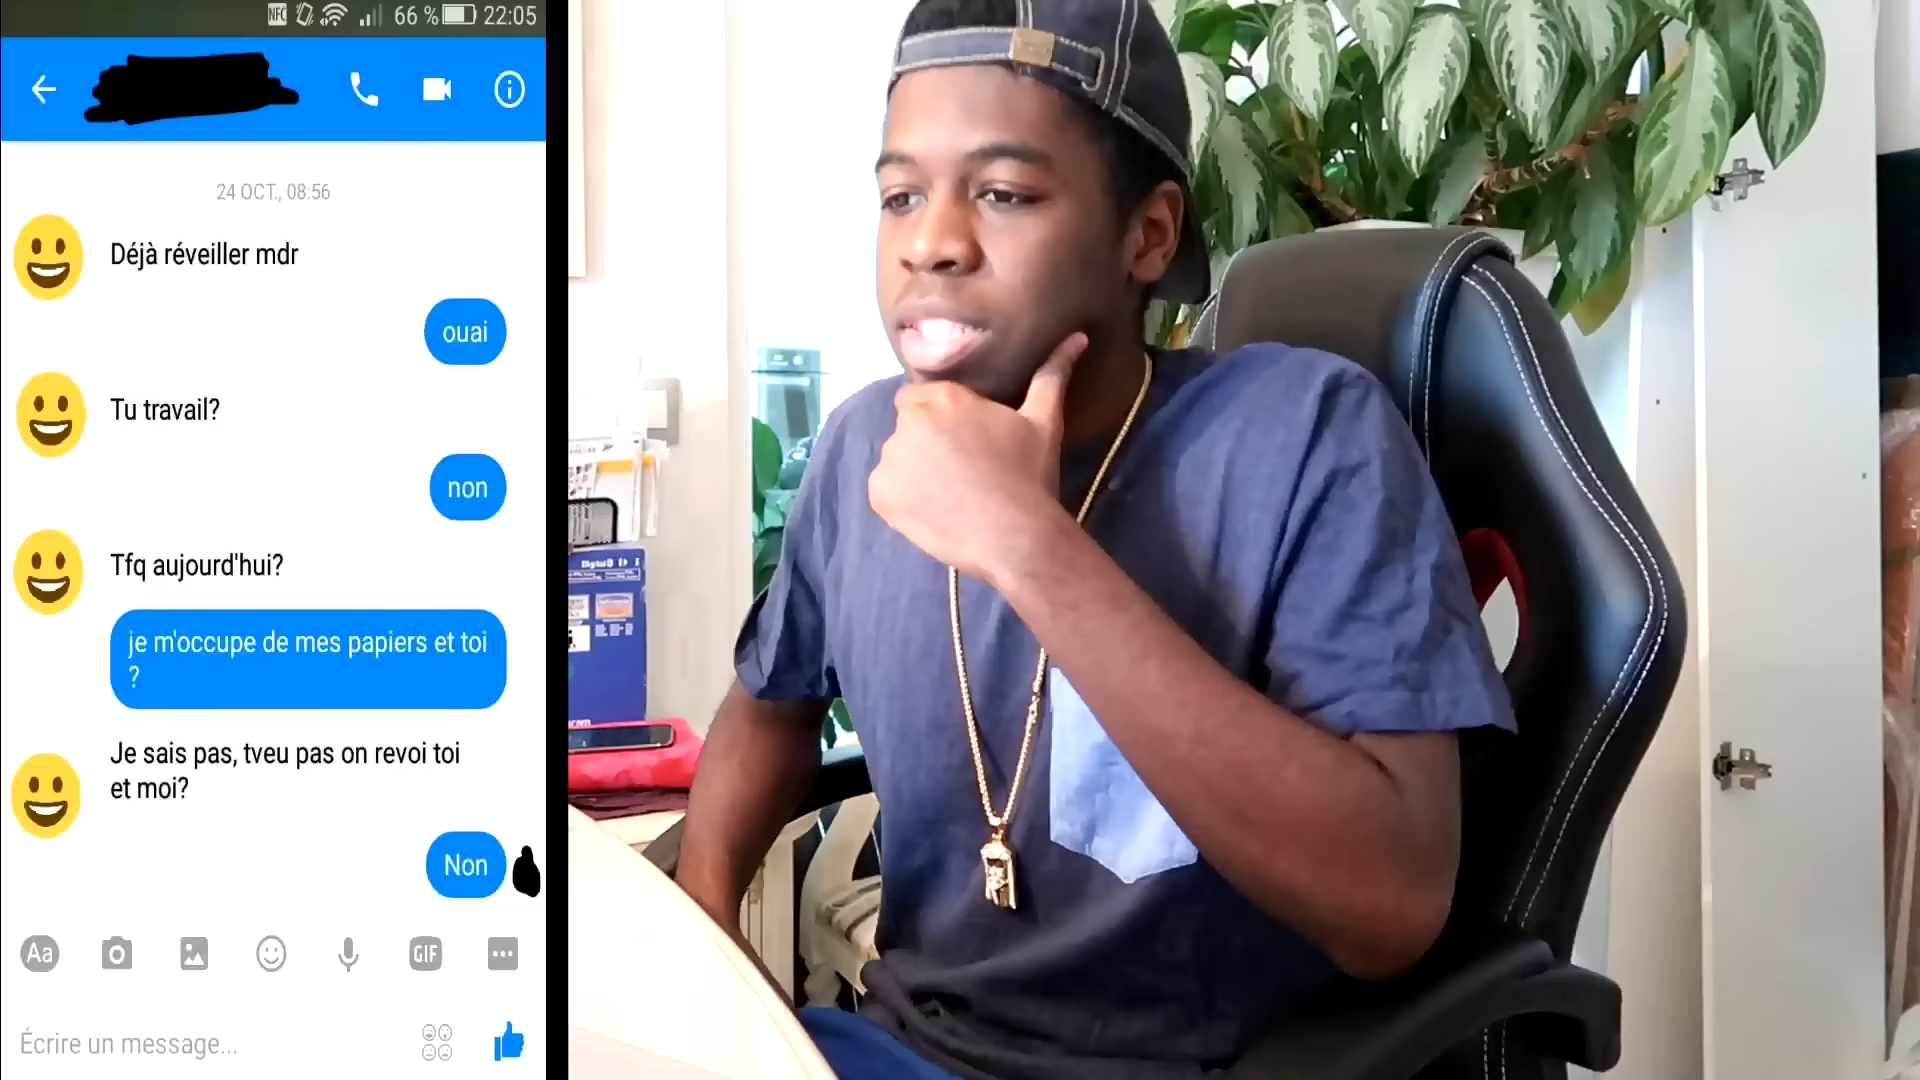 NFC 66 % 22:05
24 OCT., 08:56
Déjà réveiller mdr
ouai
Tu travail?
non
Tfq aujourd'hui?
je m'occupe de mes papiers et toi
?
Je sais pas, tveu pas on revoi toi
et moi?
Non
Aa GIF
Écrire un message...